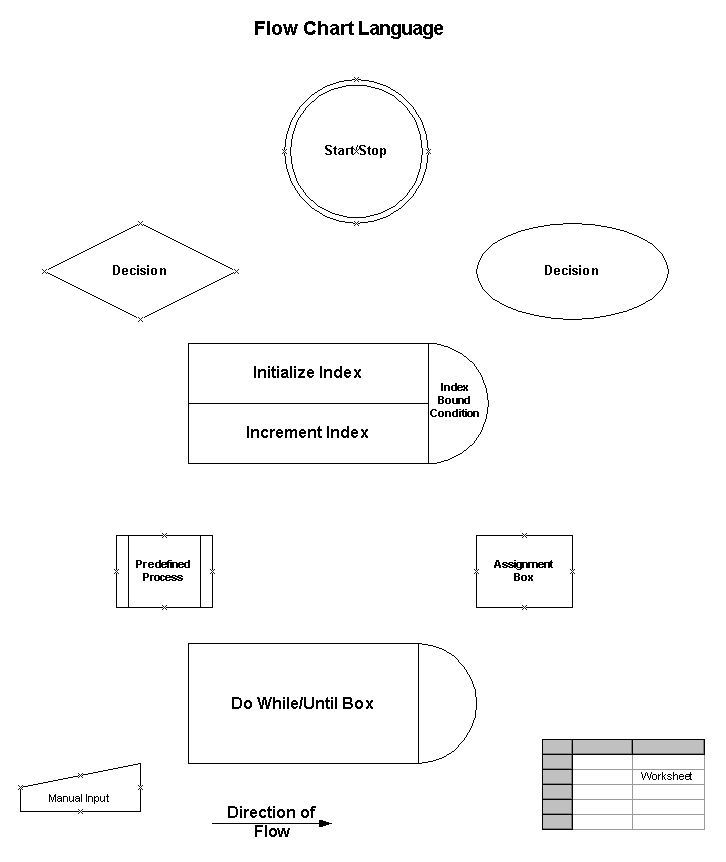 Flow Chart Language
Start/Stop
Decision
Decision
Initialize Index
Increment Index
Index
Bound
Condition
Predefined
Process
Assignment
Box
Do While/Until Box
Worksheet
Manual Input
Direction of
Flow